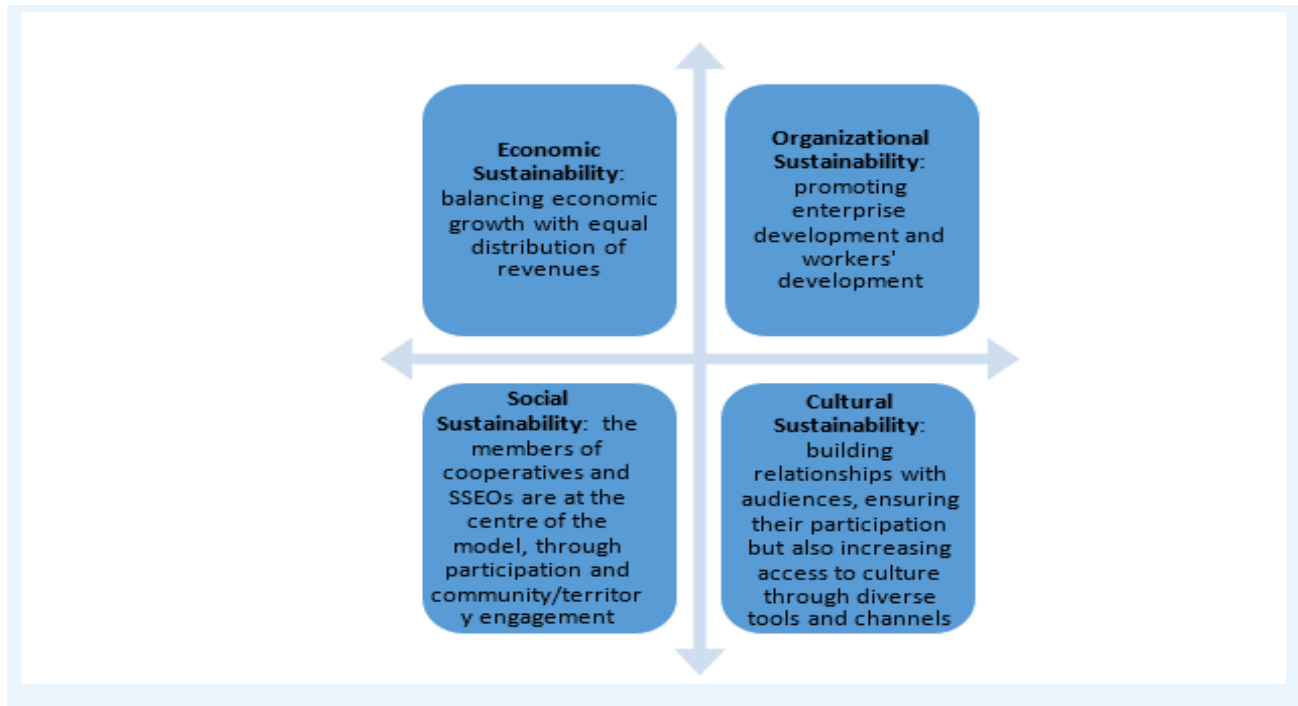 Economic
Sustainability:
balancing economic
growth with equal
distribution of
revenues
Organizational
Sustainability:
promoting
enterprise
development and
workers'
development
Social
Sustainability:  the
members of
cooperatives and
SSEOs are at the
centre of the
model, through
participation and
community/territor
y engagement
Cultural
Sustainability:
building
relationships with
audiences, ensuring
their participation
but also increasing
access to culture
through diverse
tools and channels